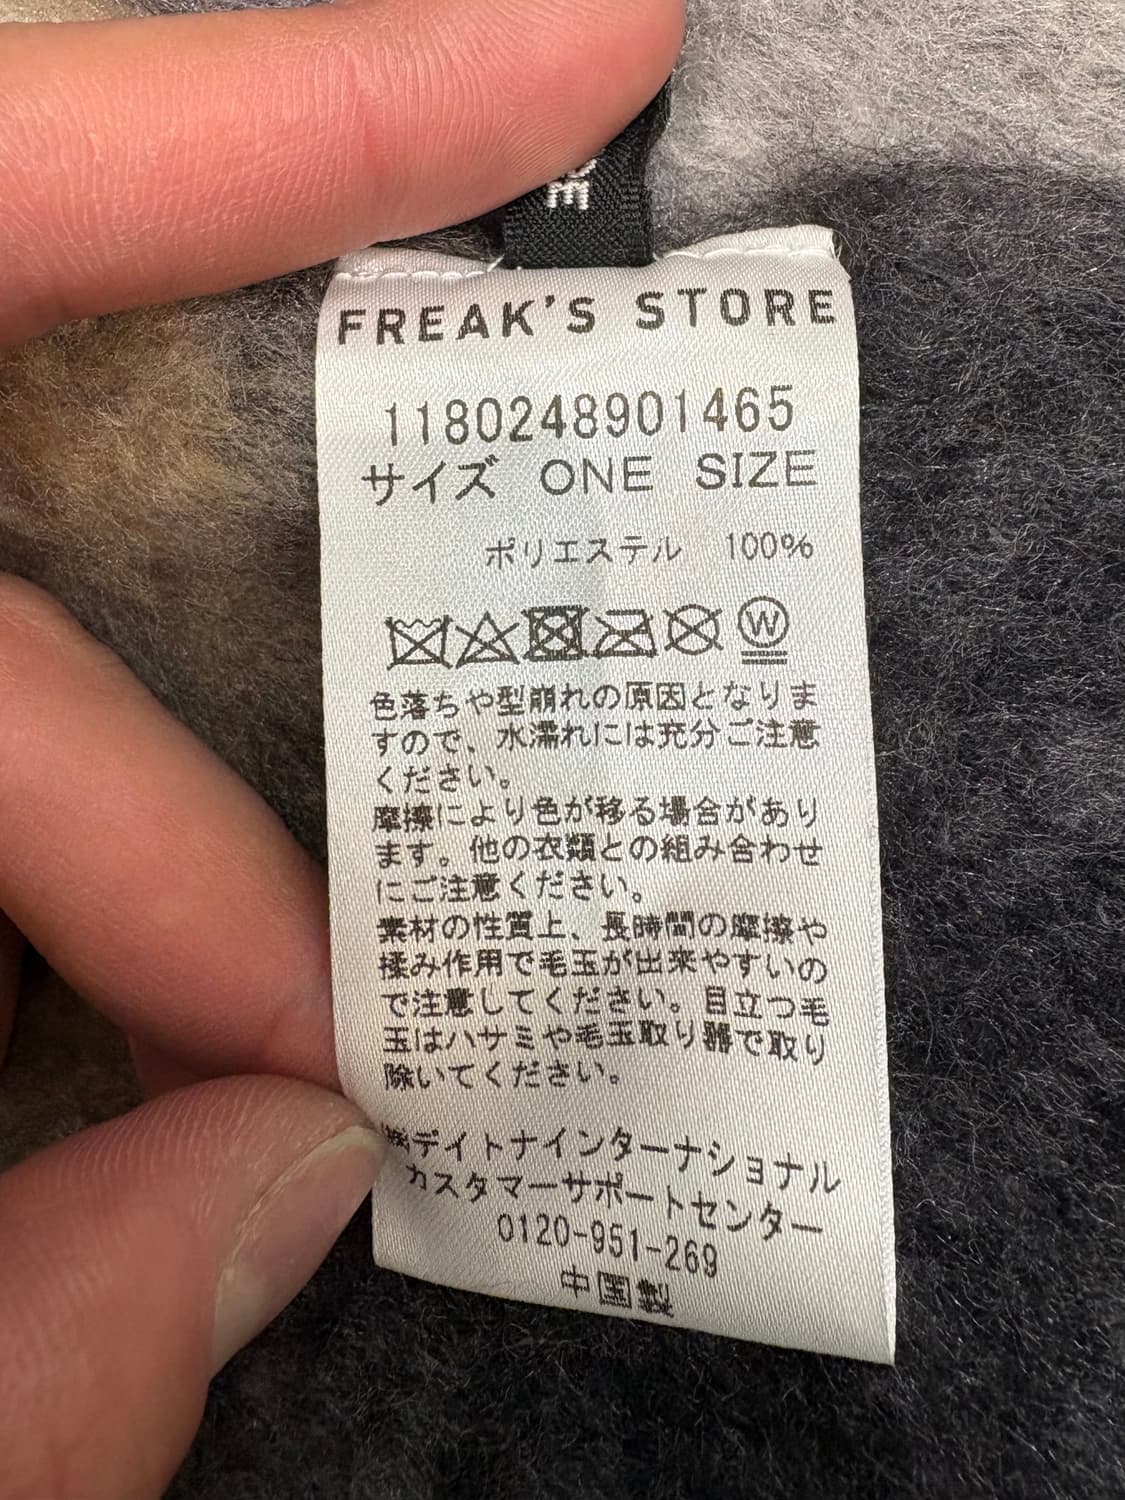 FREAK'S STORE
1180248901465
サイズ ONE SIZE
ポリエステル 100%
W
色落ちや型崩れの原因となりま
すので、水濡れには充分ご注意
ください。
摩擦により色が移る場合があり
ます。他の衣類との組み合わせ
にご注意ください。
素材の性質上、長時間の摩擦や
揉み作用で毛玉が出来やすいの
で注意してください。目立つ毛
玉はハサミや毛玉取り器で取り
除いてください。
㈱デイトナインターナショナル
カスタマーサポートセンター
0120-951-269
中国製